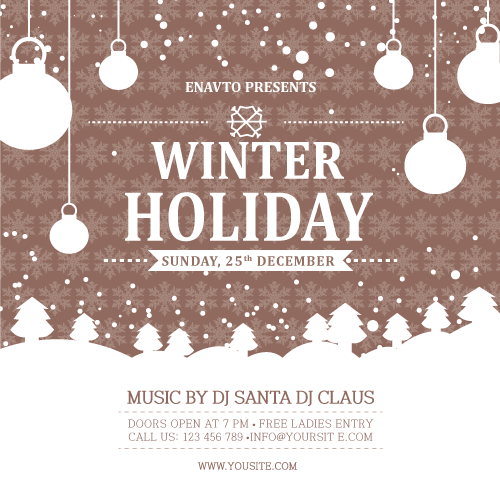 ENAVTO PRESENTS
WINTER
HOLIDAY
SUNDAY, 25th DECEMBER
MUSIC BY DJ SANTA DJ CLAUS
DOORS OPEN AT 7 PM • FREE LADIES ENTRY
CALL US: 123 456 789 •INFO@YOURSIT E.COM
WWW.YOUSITE.COM